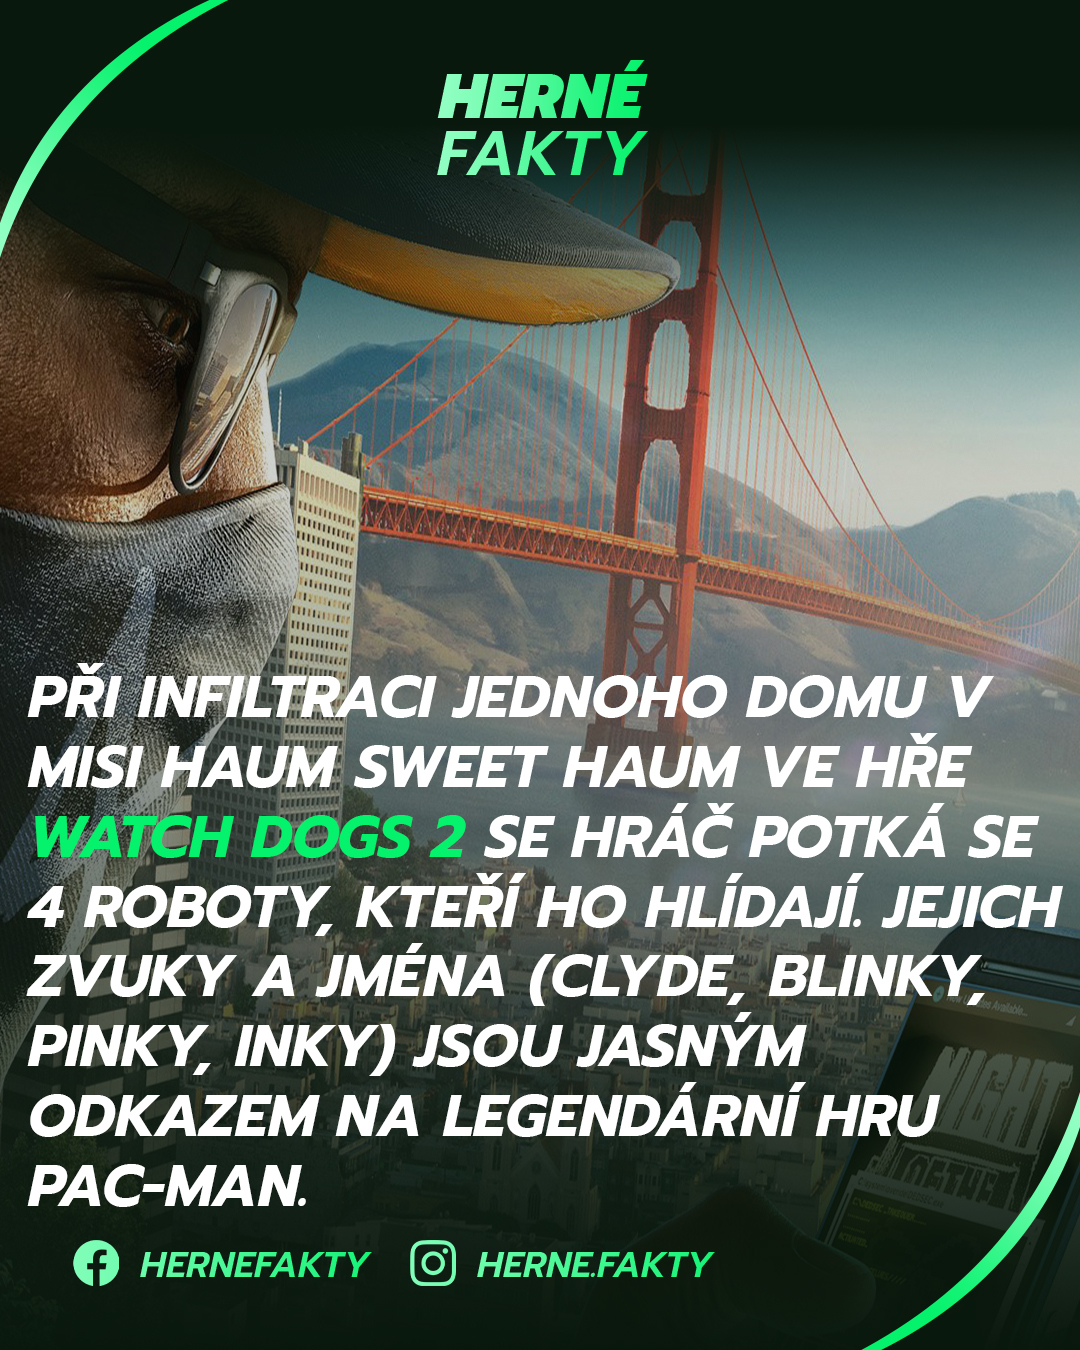 HERNÉ
FAKTY
PŘI INFILTRACI JEDNOHO DOMU V
MISI HAUM SWEET HAUM VE HŘE
WATCH DOGS 2 SE HRÁČ POTKÁ SE
4 ROBOTY, KTEŘÍ HO HLÍDAJÍ. JEJICH
ZVUKY A JMÉNA (CLYDE, BLINKY,
PINKY, INKY) JSOU JASNÝM
ODKAZEM NA LEGENDÁRNÍ HRU
PAC-MAN.
Available...
NIGHT
HERNEFAKTY
HERNE.FAKTY